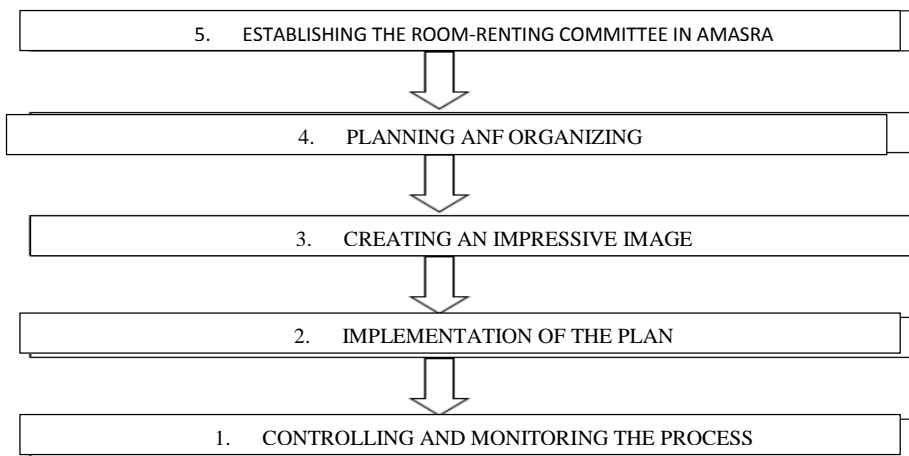 5. ESTABLISHING THE ROOM-RENTING COMMITTEE IN AMASRA
4. PLANNING ANF ORGANIZING
3. CREATING AN IMPRESSIVE IMAGE
2. IMPLEMENTATION OF THE PLAN
1. CONTROLLING AND MONITORING THE PROCESS